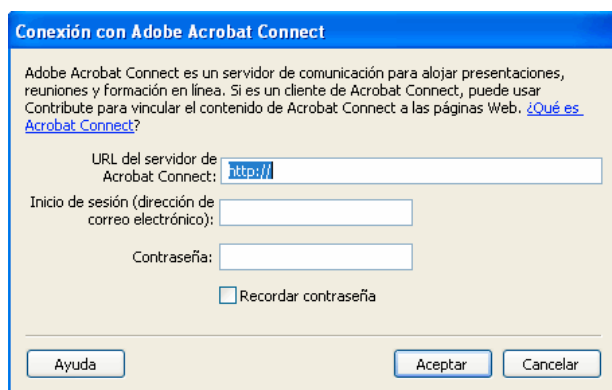 Conexión con Adobe Acrobat Connect
Adobe Acrobat Connect es un servidor de comunicación para alojar presentaciones,
reuniones y formación en línea. Si es un cliente de Acrobat Connect, puede usar
Contribute para vincular el contenido de Acrobat Connect a las páginas Web. ¿Qué es
Acrobat Connect?
URL del servidor de
Acrobat Connect: http://
Inicio de sesión (dirección de
correo electrónico):
Contraseña:
Recordar contraseña
Ayuda Aceptar Cancelar